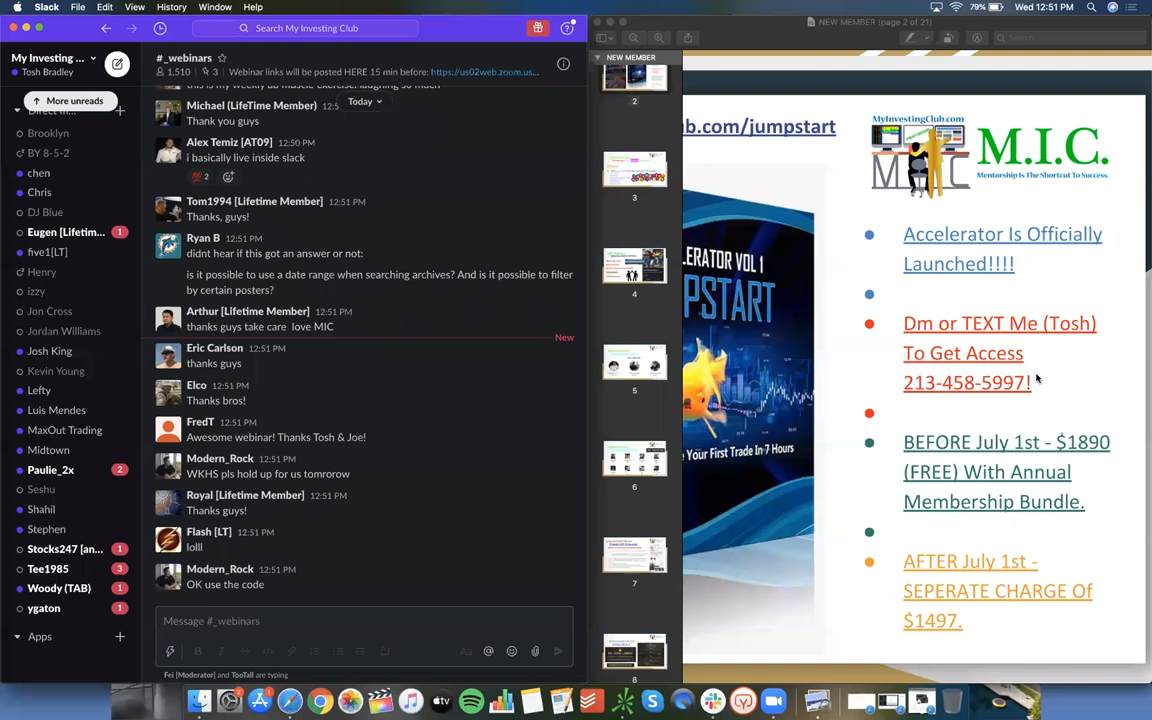 Slack File Edit View History Window Help
79% Wed 12:51 PM
Search My Investing Club
My Investing ...
Tosh Bradley
More unreads
Brooklyn
BY 8-5-2
chen
Chris
DJ Blue
Eugen [Lifetim... 1
five1[LT]
Henry
izzy
Jon Cross
Jordan Williams
Josh King
Kevin Young
Lefty
Luis Mendes
MaxOut Trading
Midtown
Paulie_2x 2
Seshu
Shahil
Stephen
Stocks247 [an... 1
Tee1985 3
Woody (TAB) 1
ygaton 1
Apps
#_webinars
1,510 3 Webinar links will be posted HERE 15 min before: https://us02web.zoom.us...
Today
Michael (LifeTime Member) 12:5
Thank you guys
Alex Temiz [AT09] 12:50 PM
i basically live inside slack
2
Tom1994 [Lifetime Member] 12:51 PM
Thanks, guys!
Ryan B 12:51 PM
didnt hear if this got an answer or not:
is it possible to use a date range when searching archives? And is it possible to filter
by certain posters?
Arthur [Lifetime Member] 12:51 PM
thanks guys take care love MIC
New
Eric Carlson 12:51 PM
thanks guys
Elco 12:51 PM
Thanks bros!
FredT 12:51 PM
Awesome webinar! Thanks Tosh & Joe!
Modern_Rock 12:51 PM
WKHS pls hold up for us tomrorow
Royal [Lifetime Member] 12:51 PM
Thanks guys!
Flash [LT] 12:51 PM
lolll
Modern_Rock 12:51 PM
OK use the code
Message #_webinars
Fei [Moderator] and TooTall are typing
NEW MEMBER (page 2 of 21)
Search
NEW MEMBER
2
3
4
5
6
7
8
b.com/jumpstart
MyInvestingClub.com
M.I.C.
Mentorship Is The Shortcut To Success.
ELERATOR VOL 1
PSTART
Your First Trade In 7 Hours
Accelerator Is Officially
Launched!!!!
Dm or TEXT Me (Tosh)
To Get Access
213-458-5997!
BEFORE July 1st - $1890
(FREE) With Annual
Membership Bundle.
AFTER July 1st -
SEPERATE CHARGE Of
$1497.